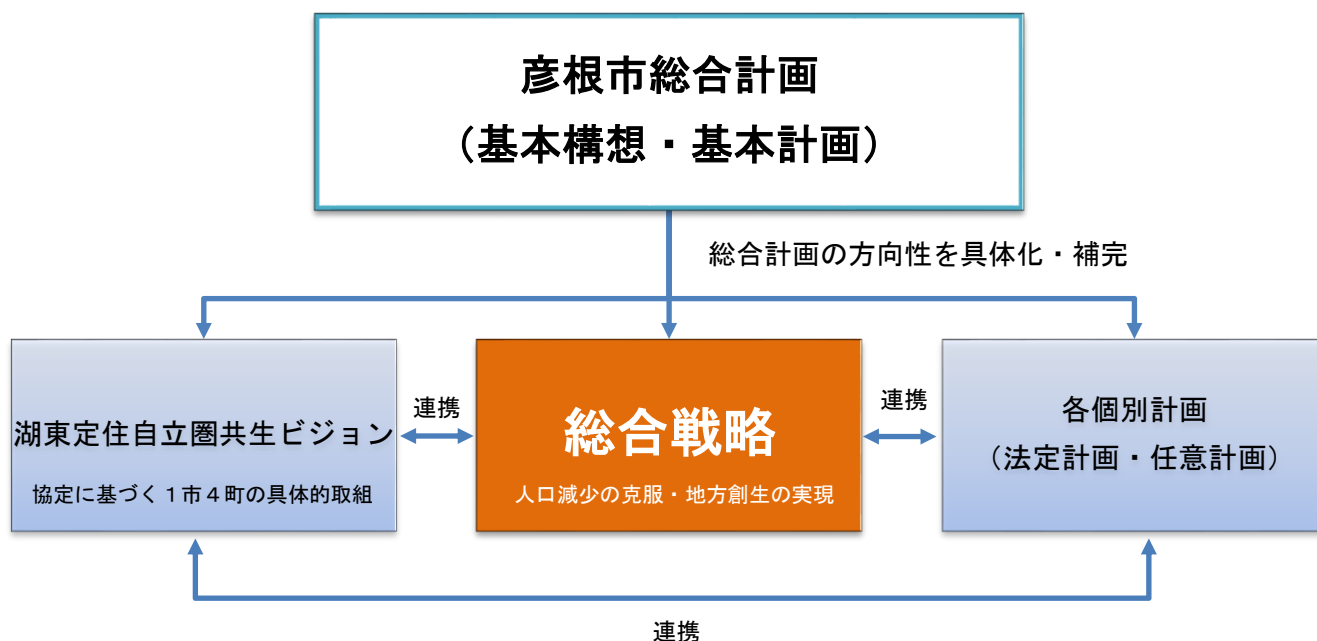 彦根市総合計画
（基本構想・基本計画）
総合計画の方向性を具体化・補完
湖東定住自立圏共生ビジョン
協定に基づく１市４町の具体的取組
連携
総合戦略
人口減少の克服・地方創生の実現
連携
各個別計画
（法定計画・任意計画）
連携